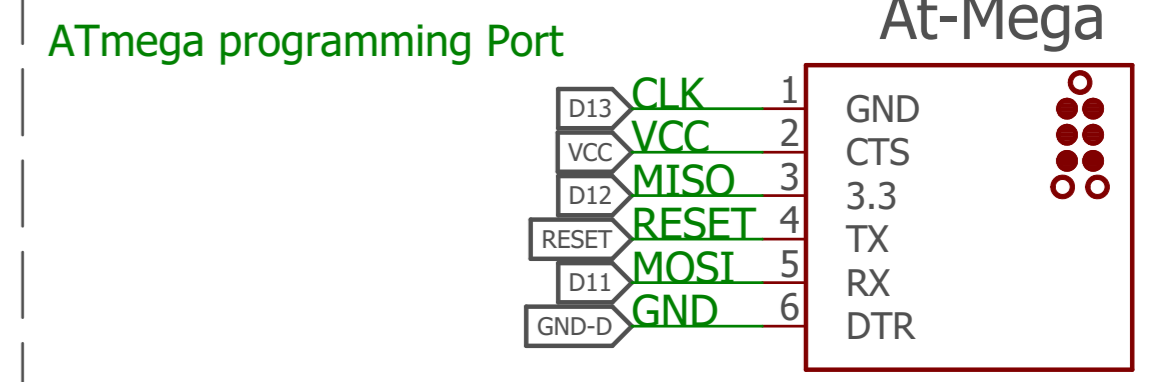 At-Mega
ATmega programming Port
D13 CLK 1 GND
VCC VCC 2 CTS
D12 MISO 3 3.3
RESET RESET 4 TX
D11 MOSI 5 RX
GND-D GND 6 DTR